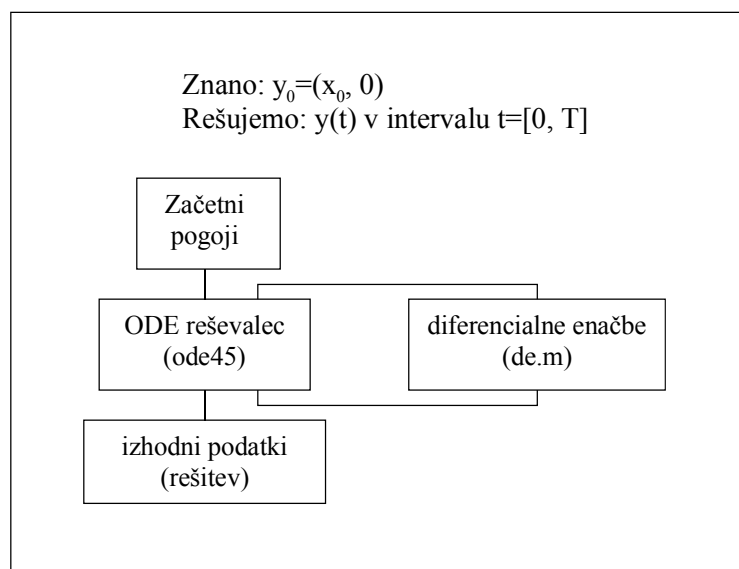 Znano: y₀=(x₀, 0)
Rešujemo: y(t) v intervalu t=[0, T]
Začetni
pogoji
ODE reševalec
(ode45)
diferencialne enačbe
(de.m)
izhodni podatki
(rešitev)